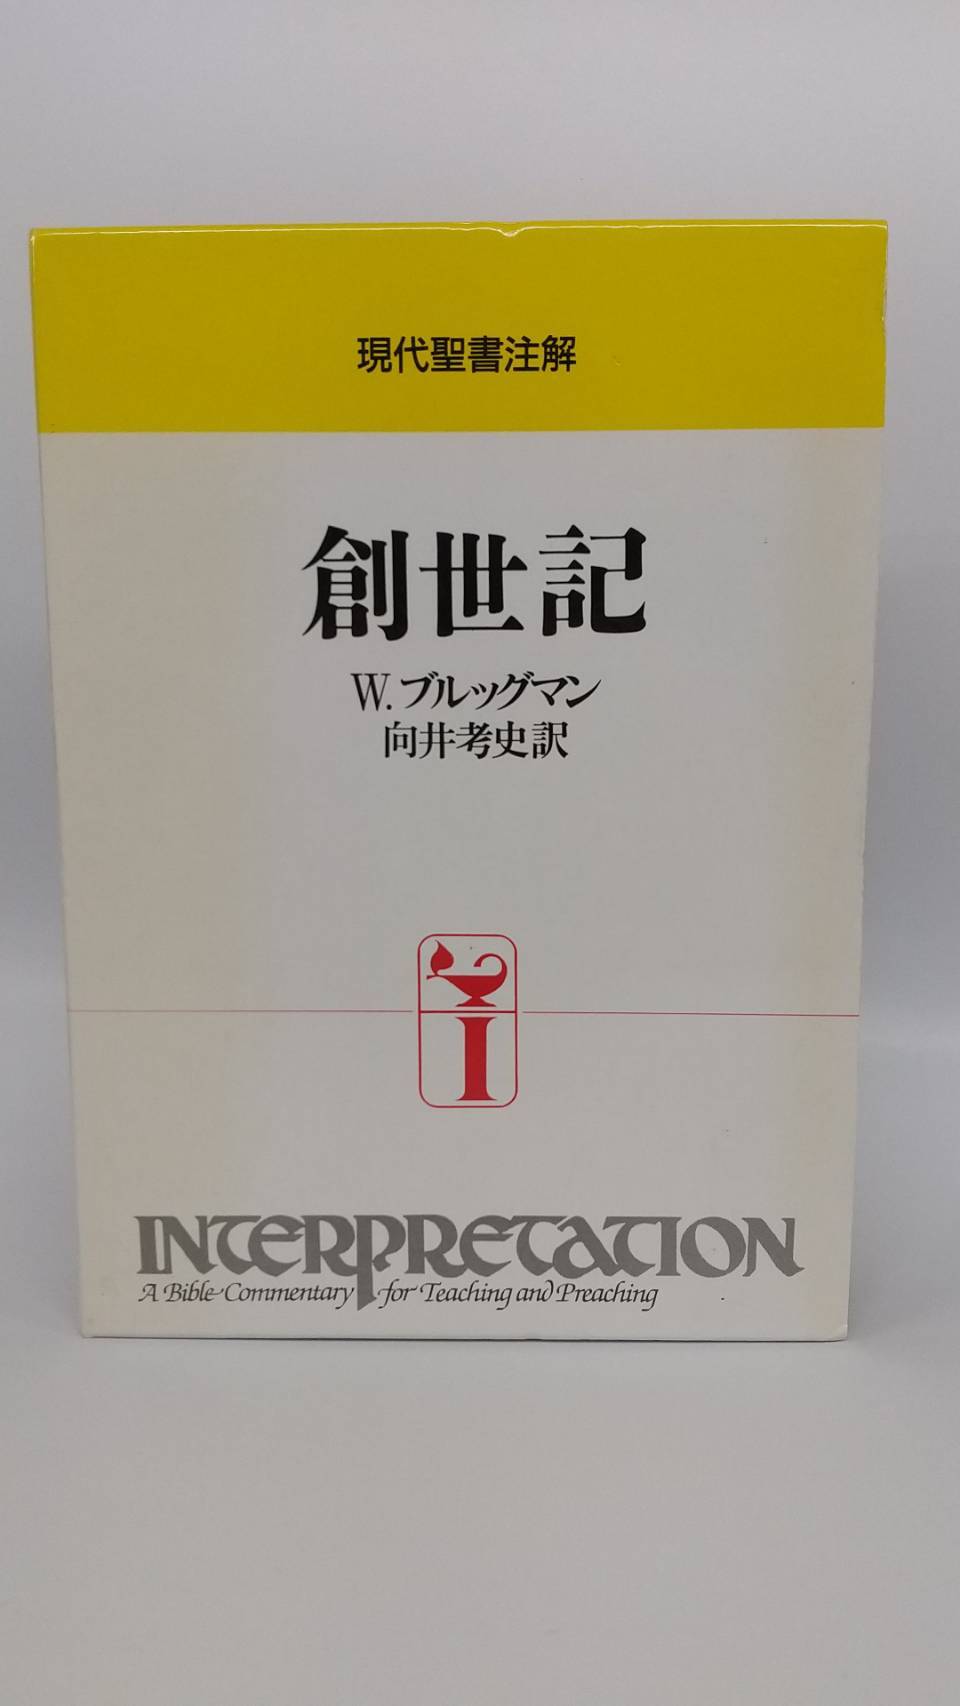 現代聖書注解
創世記
W.ブルッグマン
向井考史訳
I
INTERPRETATION
A Bible Commentary for Teaching and Preaching